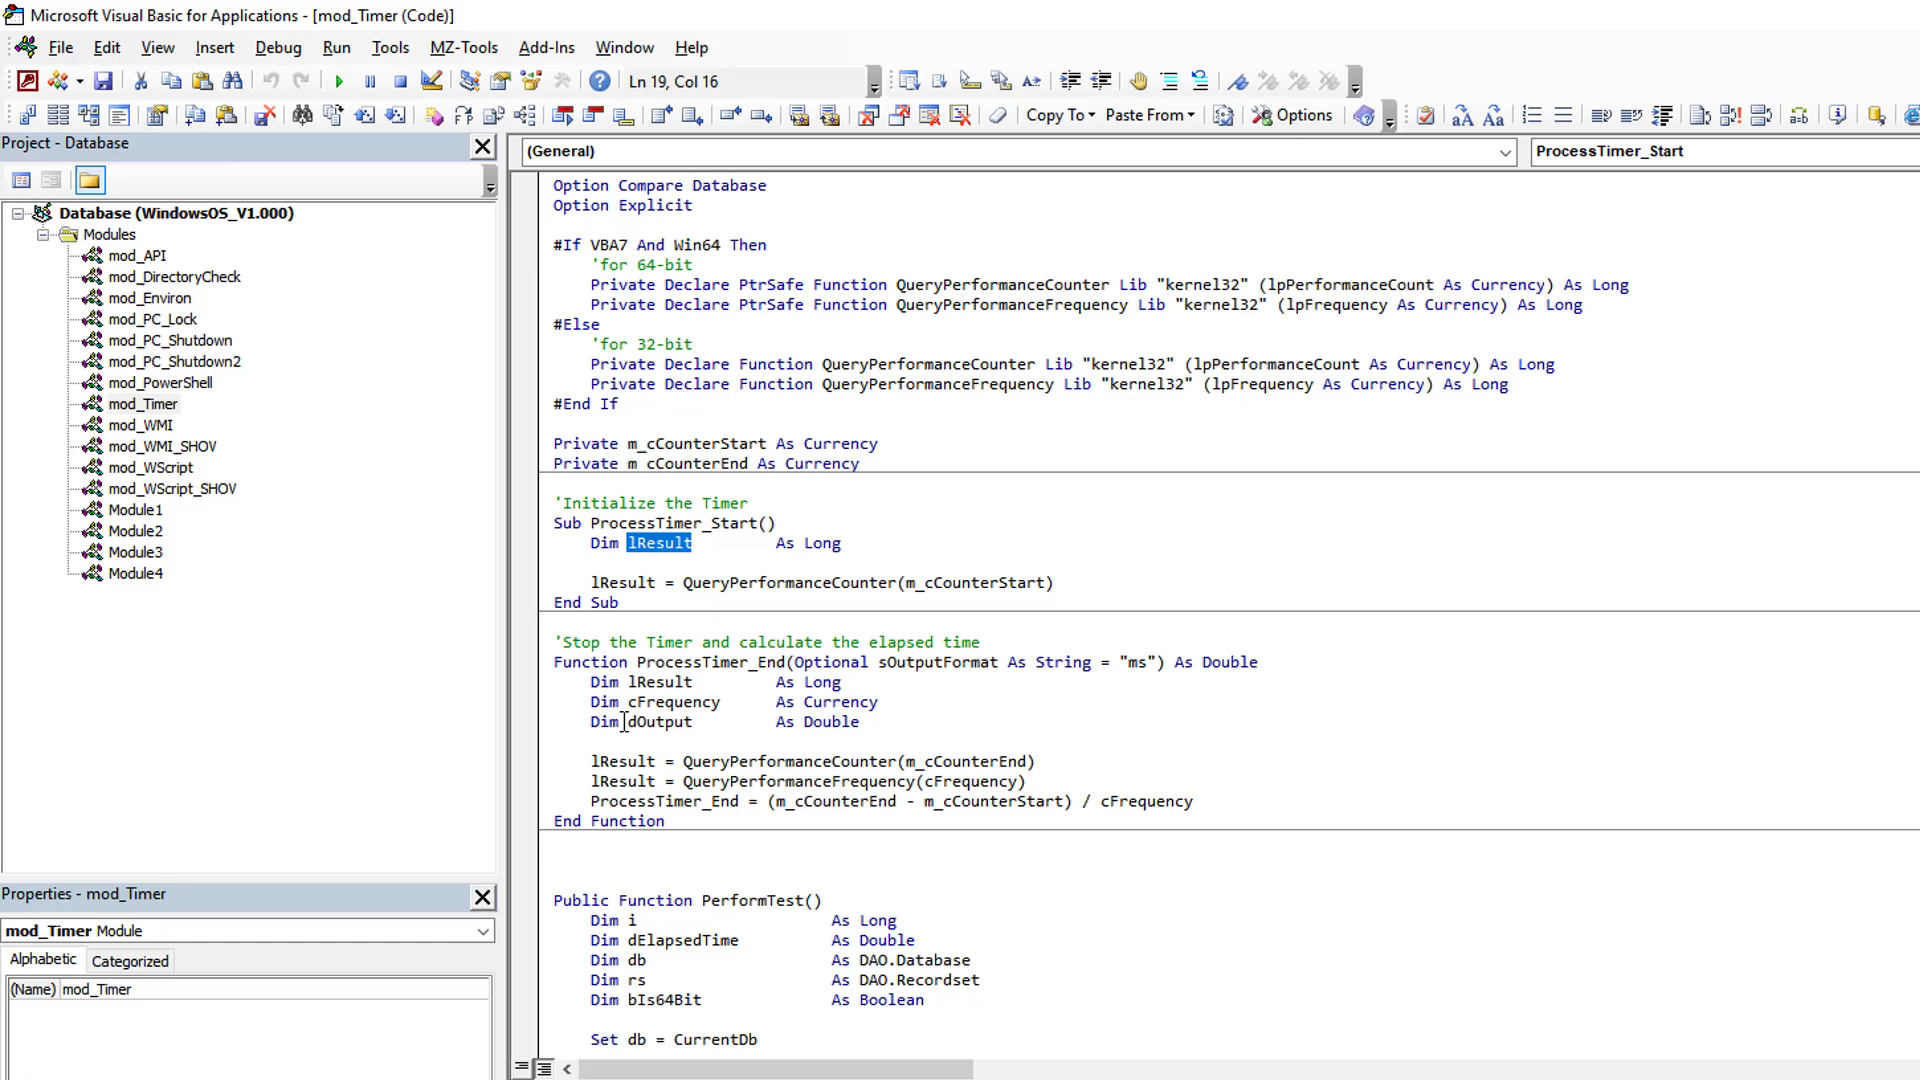 Microsoft Visual Basic for Applications - [mod_Timer (Code)]
File Edit View Insert Debug Run Tools MZ-Tools Add-Ins Window Help
Ln 19, Col 16
Copy To Paste From Options
Project - Database
(General) ProcessTimer_Start
Database (WindowsOS_V1.000)
Modules
mod_API
mod_DirectoryCheck
mod_Environ
mod_PC_Lock
mod_PC_Shutdown
mod_PC_Shutdown2
mod_PowerShell
mod_Timer
mod_WMI
mod_WMI_SHOV
mod_WScript
mod_WScript_SHOV
Module1
Module2
Module3
Module4
Properties - mod_Timer
mod_Timer Module
Alphabetic Categorized
(Name) mod_Timer
Option Compare Database
Option Explicit
#If VBA7 And Win64 Then
'for 64-bit
Private Declare PtrSafe Function QueryPerformanceCounter Lib "kernel32" (lpPerformanceCount As Currency) As Long
Private Declare PtrSafe Function QueryPerformanceFrequency Lib "kernel32" (lpFrequency As Currency) As Long
#Else
'for 32-bit
Private Declare Function QueryPerformanceCounter Lib "kernel32" (lpPerformanceCount As Currency) As Long
Private Declare Function QueryPerformanceFrequency Lib "kernel32" (lpFrequency As Currency) As Long
#End If
Private m_cCounterStart As Currency
Private m_cCounterEnd As Currency
'Initialize the Timer
Sub ProcessTimer_Start()
Dim lResult As Long
lResult = QueryPerformanceCounter(m_cCounterStart)
End Sub
'Stop the Timer and calculate the elapsed time
Function ProcessTimer_End(Optional sOutputFormat As String = "ms") As Double
Dim lResult As Long
Dim cFrequency As Currency
Dim dOutput As Double
lResult = QueryPerformanceCounter(m_cCounterEnd)
lResult = QueryPerformanceFrequency(cFrequency)
ProcessTimer_End = (m_cCounterEnd - m_cCounterStart) / cFrequency
End Function
Public Function PerformTest()
Dim i As Long
Dim dElapsedTime As Double
Dim db As DAO.Database
Dim rs As DAO.Recordset
Dim bIs64Bit As Boolean
Set db = CurrentDb